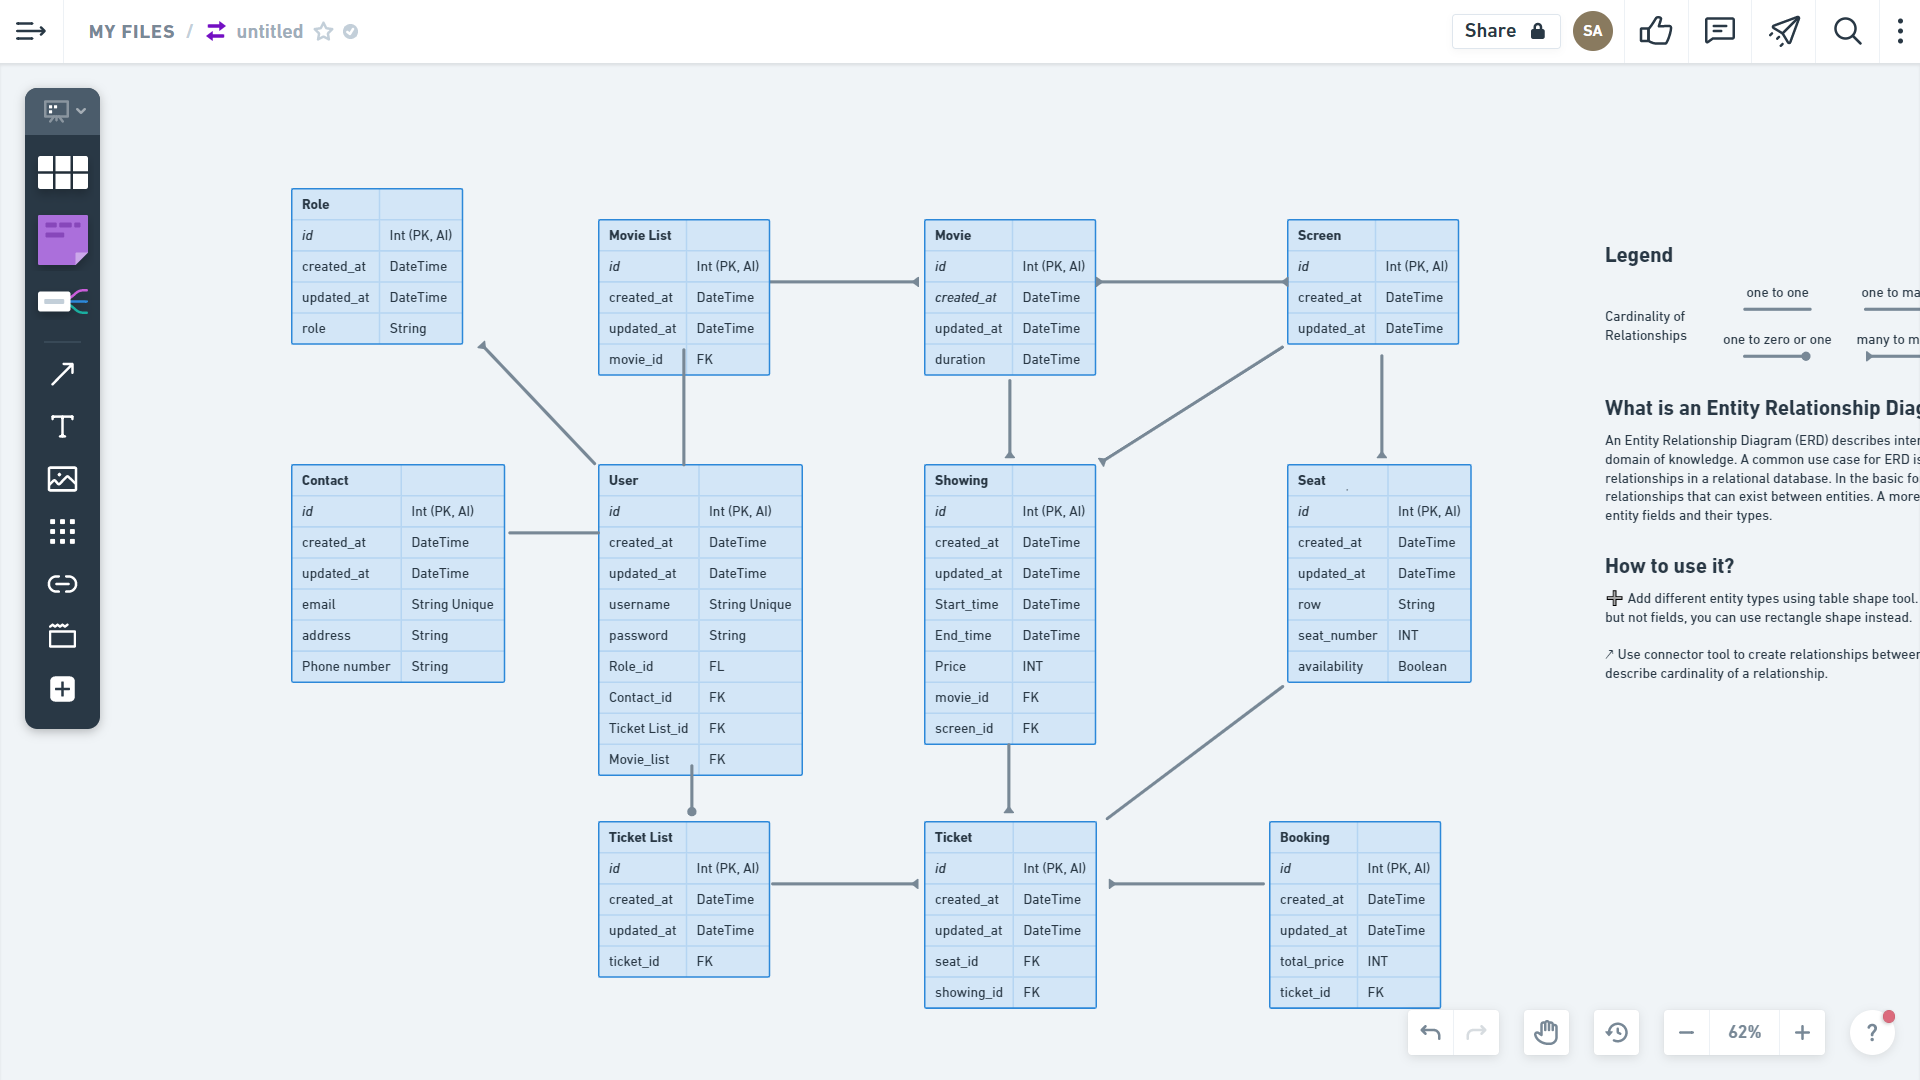 MY FILES / untitled
Share
SA
Role
id Int (PK, AI)
created_at DateTime
updated_at DateTime
role String
Movie List
id Int (PK, AI)
created_at DateTime
updated_at DateTime
movie_id FK
Movie
id Int (PK, AI)
created_at DateTime
updated_at DateTime
duration DateTime
Screen
id Int (PK, AI)
created_at DateTime
updated_at DateTime
Legend
one to one
Cardinality of
Relationships
one to zero or one
one to
many to
What is an Entity Relationship
An Entity Relationship Diagram (ERD) describes
domain of knowledge. A common use case for ERD is
relationships in a relational database. In the basic
relationships that can exist between entities. A more
entity fields and their types.
How to use it?
Add different entity types using table shape tool.
but not fields, you can use rectangle shape instead.
↗ Use connector tool to create relationships between
describe cardinality of a relationship.
Contact
id Int (PK, AI)
created_at DateTime
updated_at DateTime
email String Unique
address String
Phone number String
User
id Int (PK, AI)
created_at DateTime
updated_at DateTime
username String Unique
password String
Role_id FL
Contact_id FK
Ticket List_id FK
Movie_list FK
Showing
id Int (PK, AI)
created_at DateTime
updated_at DateTime
Start_time DateTime
End_time DateTime
Price INT
movie_id FK
screen_id FK
Seat
id Int (PK, AI)
created_at DateTime
updated_at DateTime
row String
seat_number INT
availability Boolean
Ticket List
id Int (PK, AI)
created_at DateTime
updated_at DateTime
ticket_id FK
Ticket
id Int (PK, AI)
created_at DateTime
updated_at DateTime
seat_id FK
showing_id FK
Booking
id Int (PK, AI)
created_at DateTime
updated_at DateTime
total_price INT
ticket_id FK
62%
?